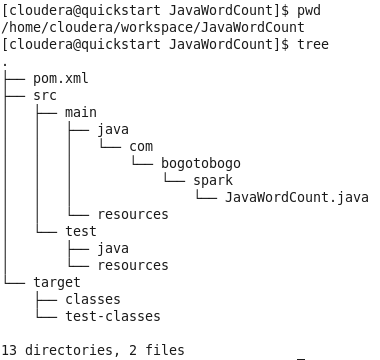 [cloudera@quickstart JavaWordCount]$ pwd
/home/cloudera/workspace/JavaWordCount
[cloudera@quickstart JavaWordCount]$ tree
.
├── pom.xml
├── src
│   ├── main
│   │   ├── java
│   │   │   └── com
│   │   │       └── bogotobogo
│   │   │           └── spark
│   │   │               └── JavaWordCount.java
│   │   └── resources
│   └── test
│       ├── java
│       └── resources
└── target
    ├── classes
    └── test-classes

13 directories, 2 files